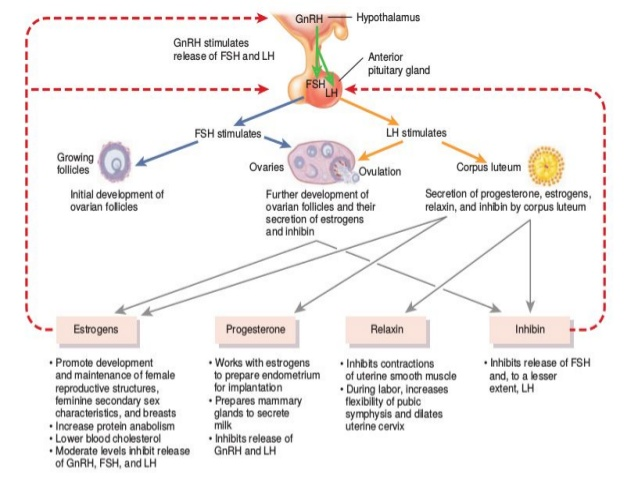 GnRH
Hypothalamus
GnRH stimulates
release of FSH and LH
Anterior
pituitary gland
FSH
LH
FSH stimulates
LH stimulates
Growing
follicles
Ovaries
Ovulation
Corpus luteum
Initial development of
ovarian follicles
Further development of
ovarian follicles and their
secretion of estrogens
and inhibin
Secretion of progesterone, estrogens,
relaxin, and inhibin by corpus luteum
Estrogens
Progesterone
Relaxin
Inhibin
• Promote development
and maintenance of female
reproductive structures,
feminine secondary sex
characteristics, and breasts
• Increase protein anabolism
• Lower blood cholesterol
• Moderate levels inhibit release
of GnRH, FSH, and LH
• Works with estrogens
to prepare endometrium
for implantation
• Prepares mammary
glands to secrete
milk
• Inhibits release of
GnRH and LH
• Inhibits contractions
of uterine smooth muscle
• During labor, increases
flexibility of pubic
symphysis and dilates
uterine cervix
• Inhibits release of FSH
and, to a lesser
extent, LH